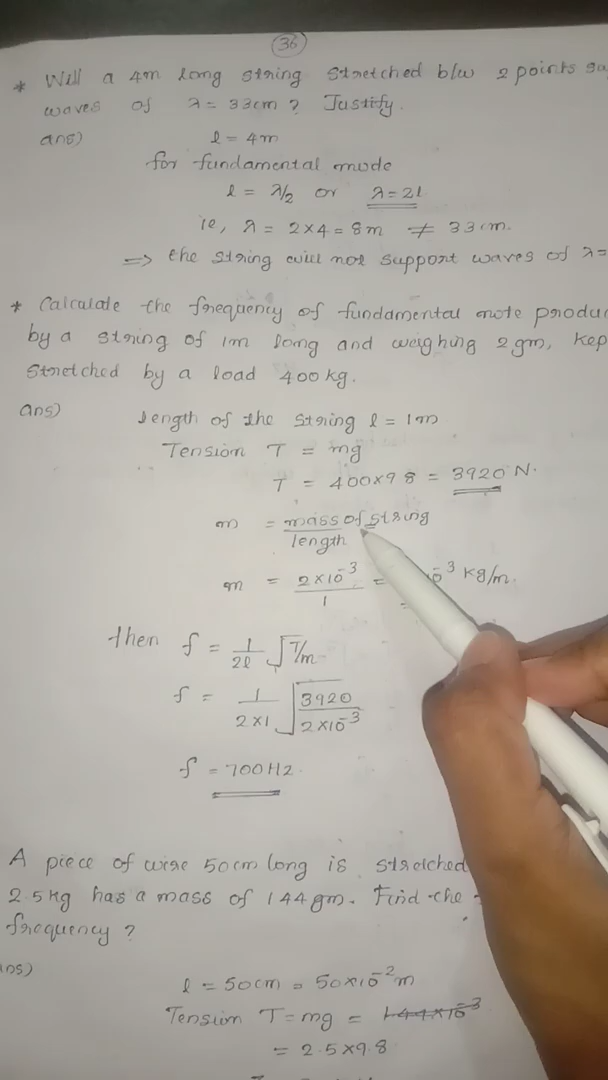 36
* Will a 4m long string stretched b/w 2 points
waves of λ = 33cm? Justify.
ans)
l = 4m
for fundamental mode
l = λ/2 or λ = 2l
ie, λ = 2×4 = 8m ≠ 33cm.
⇒ the string will not support waves of λ =
* Calculate the frequency of fundamental note
by a string of 1m long and weighing 2gm,
stretched by a load 400kg.
ans) length of the string l = 1m
Tension T = mg
T = 400×9.8 = 3920 N.
m = mass of string
length
m = 2×10⁻³ / 1 = kg/m.
then f = 1/2l √T/m
f = 1/2×1 √3920/2×10⁻³
f = 700Hz.
A piece of wire 50cm long is stretched
2.5kg has a mass of 144gm. Find the
frequency?
l = 50cm = 50×10⁻²m
Tension T = mg = 144×10⁻³
= 2.5×9.8